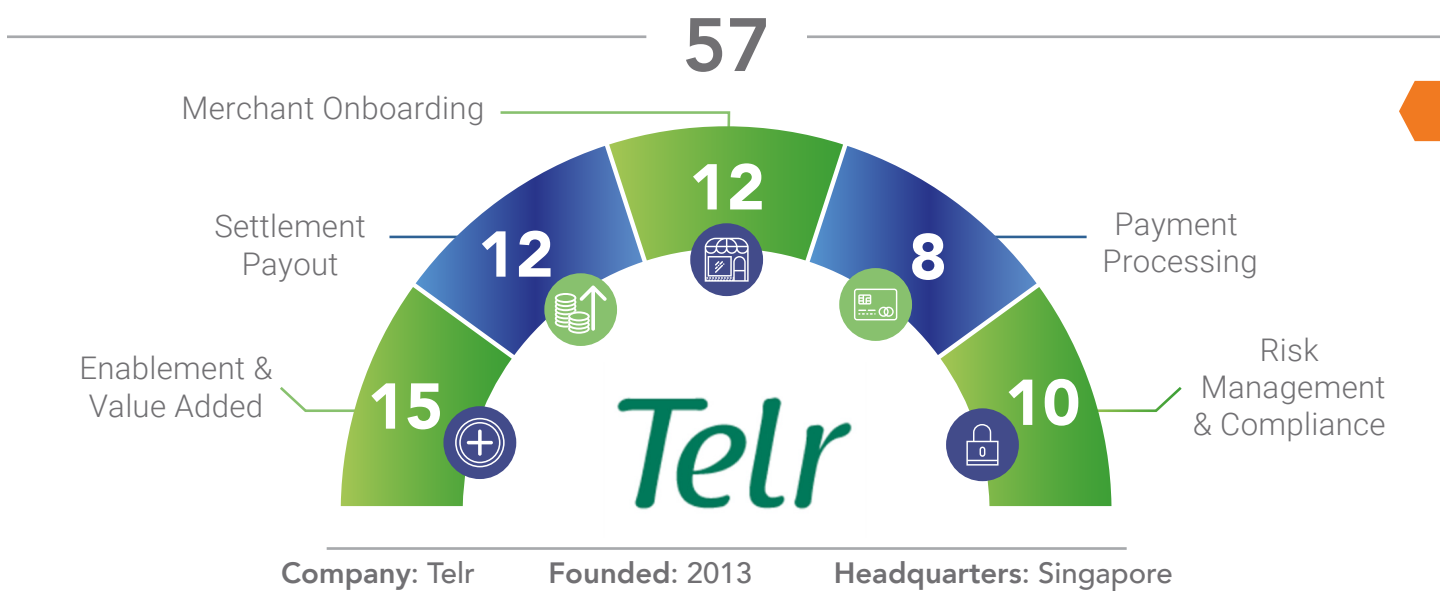 57
Merchant Onboarding
12
Settlement
Payout
12
Payment
Processing
8
Enablement &
Value Added
15
Risk
Management
& Compliance
10
Telr
Company: Telr Founded: 2013 Headquarters: Singapore